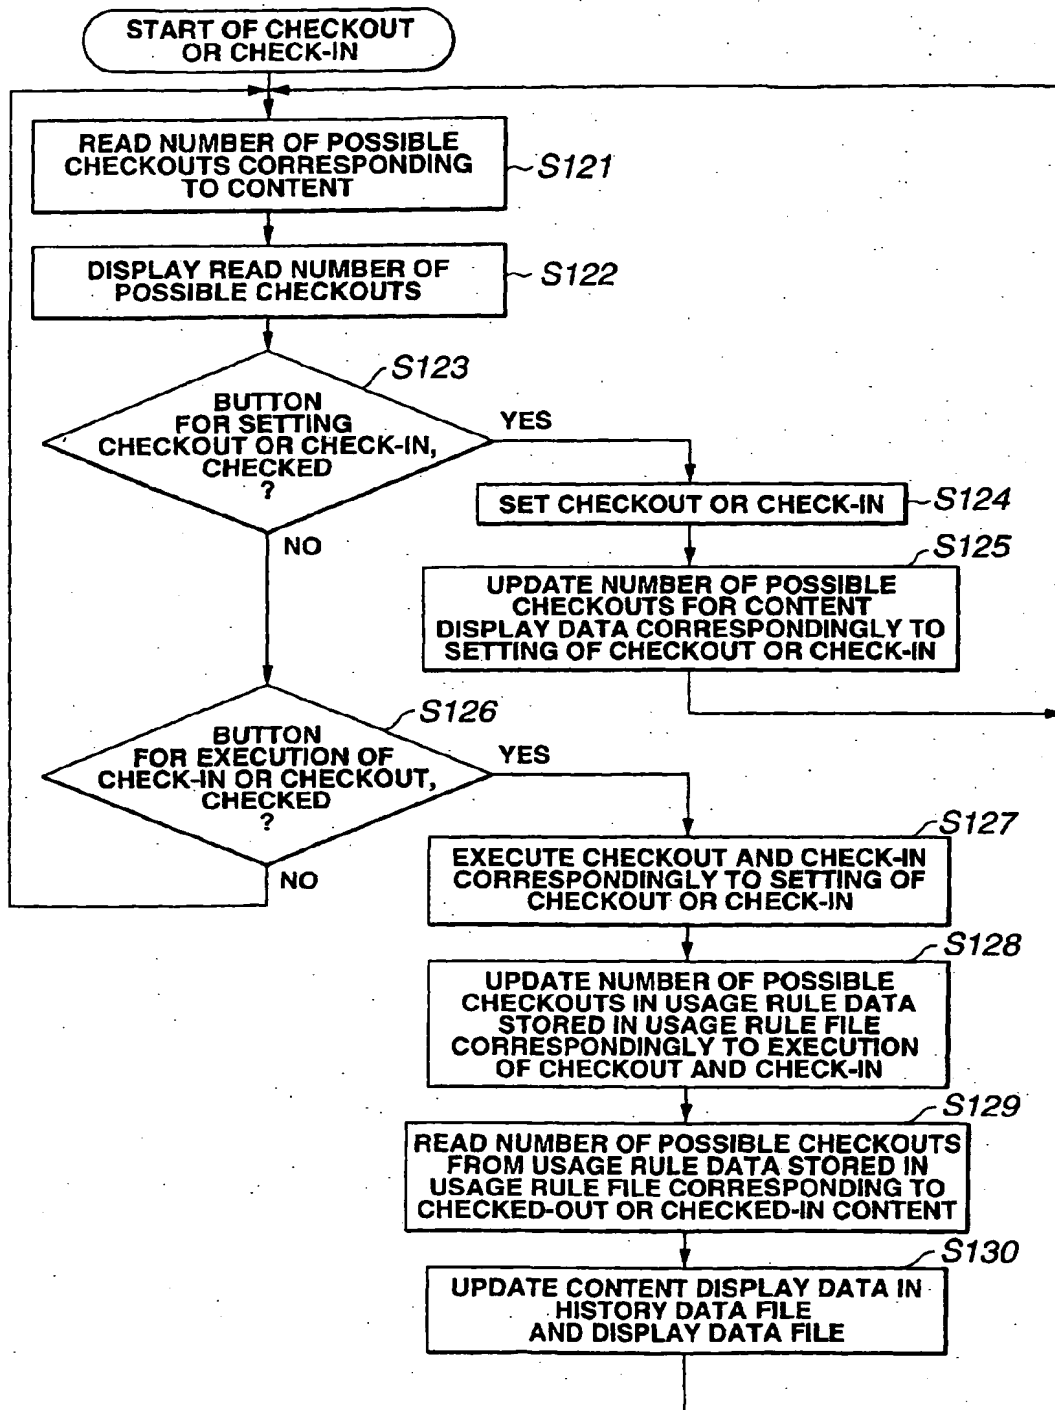 START OF CHECKOUT
OR CHECK-IN
READ NUMBER OF POSSIBLE
CHECKOUTS CORRESPONDING
TO CONTENT
S121
DISPLAY READ NUMBER OF
POSSIBLE CHECKOUTS
S122
S123
BUTTON
FOR SETTING
CHECKOUT OR CHECK-IN,
CHECKED
?
YES
NO
SET CHECKOUT OR CHECK-IN
S124
S125
UPDATE NUMBER OF POSSIBLE
CHECKOUTS FOR CONTENT
DISPLAY DATA CORRESPONDINGLY TO
SETTING OF CHECKOUT OR CHECK-IN
S126
BUTTON
FOR EXECUTION OF
CHECK-IN OR CHECKOUT,
CHECKED
?
YES
NO
S127
EXECUTE CHECKOUT AND CHECK-IN
CORRESPONDINGLY TO SETTING OF
CHECKOUT OR CHECK-IN
S128
UPDATE NUMBER OF POSSIBLE
CHECKOUTS IN USAGE RULE DATA
STORED IN USAGE RULE FILE
CORRESPONDINGLY TO EXECUTION
OF CHECKOUT AND CHECK-IN
S129
READ NUMBER OF POSSIBLE CHECKOUTS
FROM USAGE RULE DATA STORED IN
USAGE RULE FILE CORRESPONDING TO
CHECKED-OUT OR CHECKED-IN CONTENT
S130
UPDATE CONTENT DISPLAY DATA IN
HISTORY DATA FILE
AND DISPLAY DATA FILE